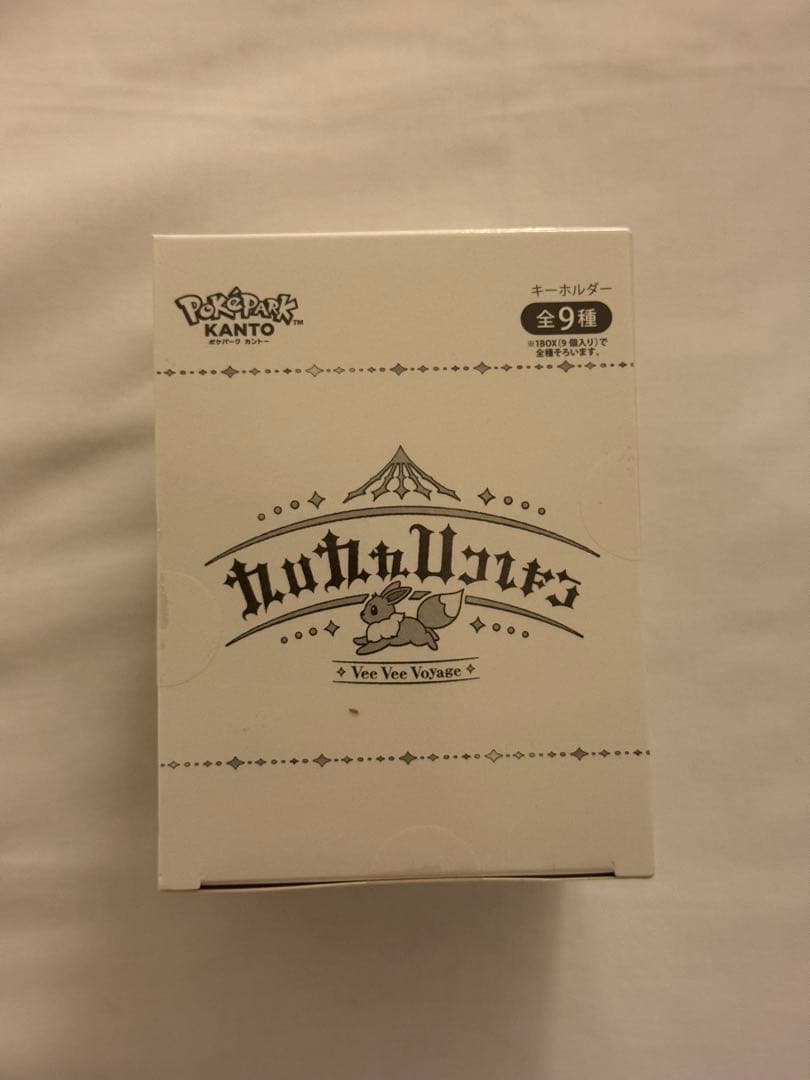 POKÉPARK™
KANTO
ポケパーク カントー
キーホルダー
全9種
※1BOX(9個入り)で
全種そろいます。
Vee Vee Voyage